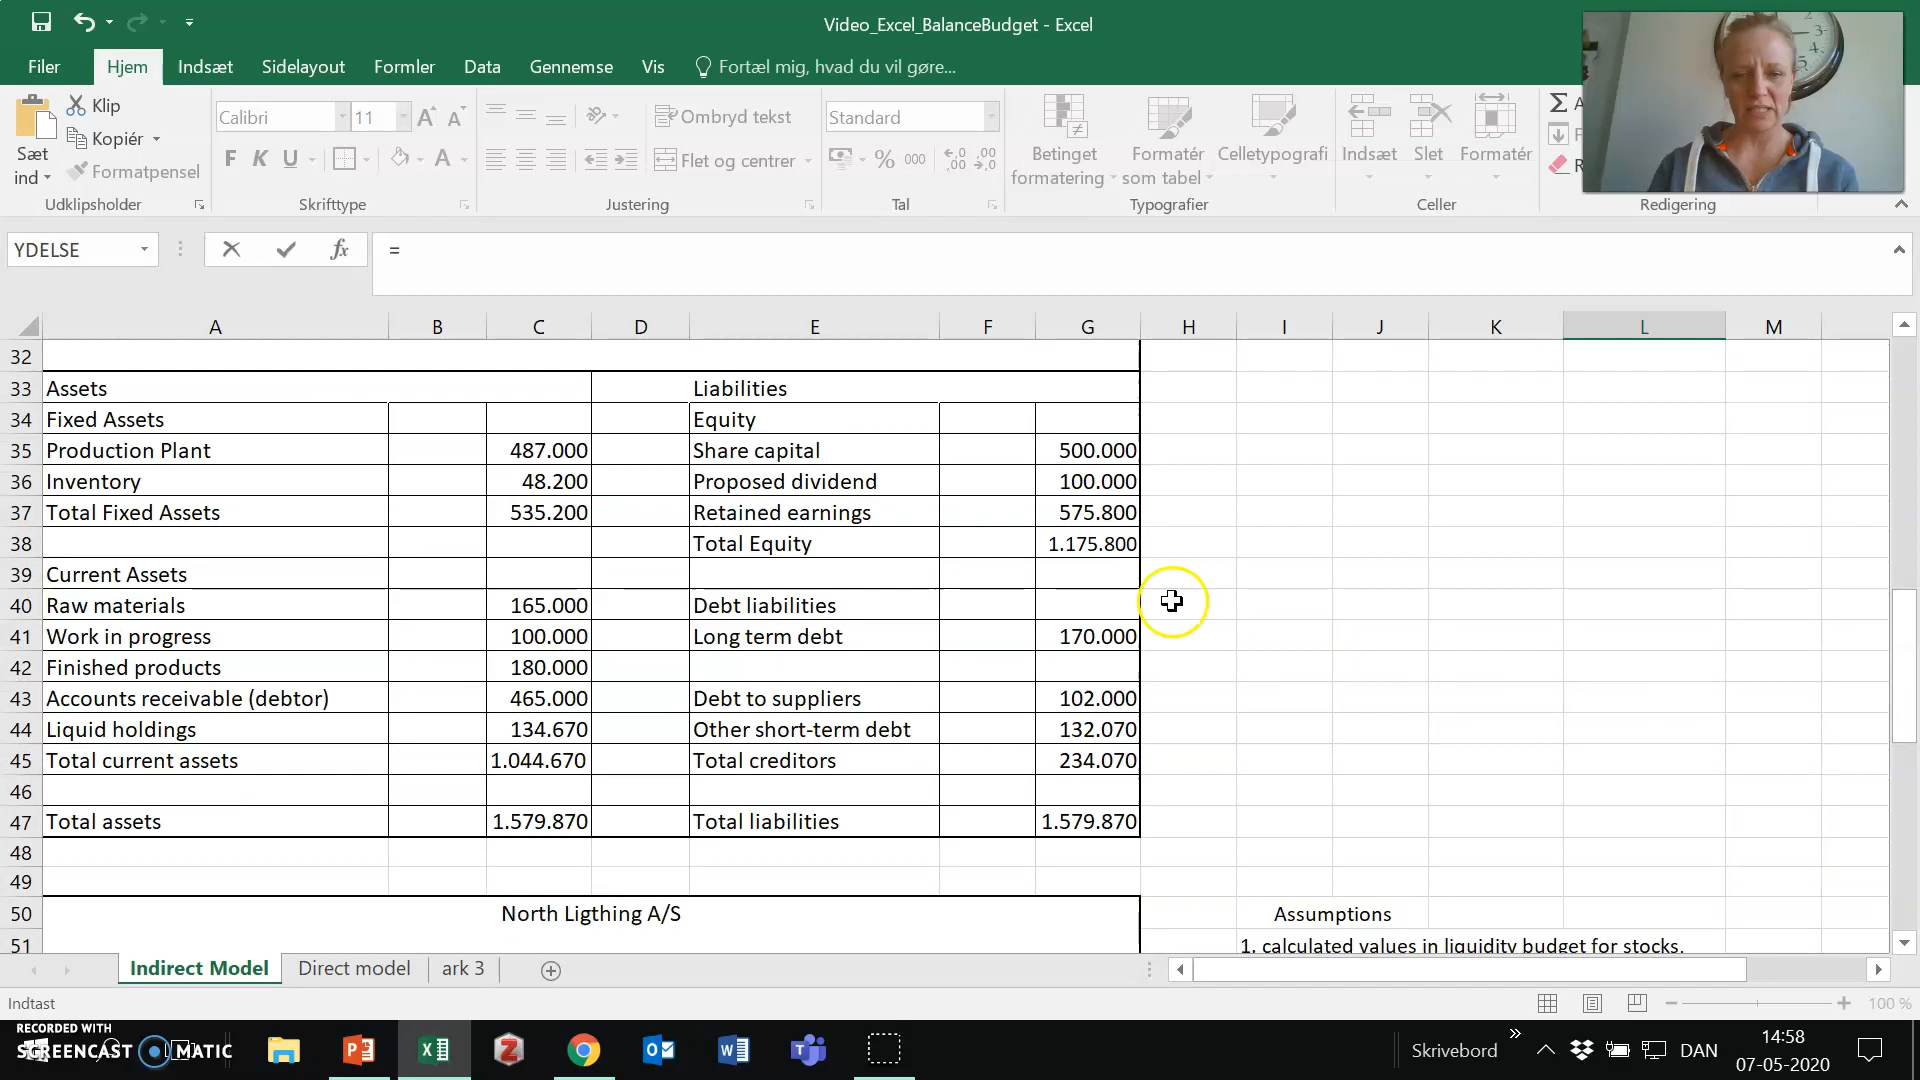 Video_Excel_BalanceBudget - Excel
Filer Hjem Indsæt Sidelayout Formler Data Gennemse Vis Fortæl mig, hvad du vil gøre...
Sæt ind
Klip
Kopiér
Formatpensel
Udklipsholder
Calibri 11
F K U
Skrifttype
Ombryd tekst
Flet og centrer
Justering
Standard
% 000
Tal
Betinget formatering
Formatér som tabel
Celletypografi
Typografier
Indsæt Slet Formatér
Celler
Redigering
YDELSE fx =
A B C D E F G H I J K L M
32
33 Assets Liabilities
34 Fixed Assets Equity
35 Production Plant 487.000 Share capital 500.000
36 Inventory 48.200 Proposed dividend 100.000
37 Total Fixed Assets 535.200 Retained earnings 575.800
38 Total Equity 1.175.800
39 Current Assets
40 Raw materials 165.000 Debt liabilities
41 Work in progress 100.000 Long term debt 170.000
42 Finished products 180.000
43 Accounts receivable (debtor) 465.000 Debt to suppliers 102.000
44 Liquid holdings 134.670 Other short-term debt 132.070
45 Total current assets 1.044.670 Total creditors 234.070
46
47 Total assets 1.579.870 Total liabilities 1.579.870
48
49
50 North Ligthing A/S Assumptions
51 1. calculated values in liquidity budget for stocks,
Indirect Model Direct model ark 3
Indtast 100 %
RECORDED WITH
SCREENCAST MATIC
Skrivebord DAN 14:58
07-05-2020